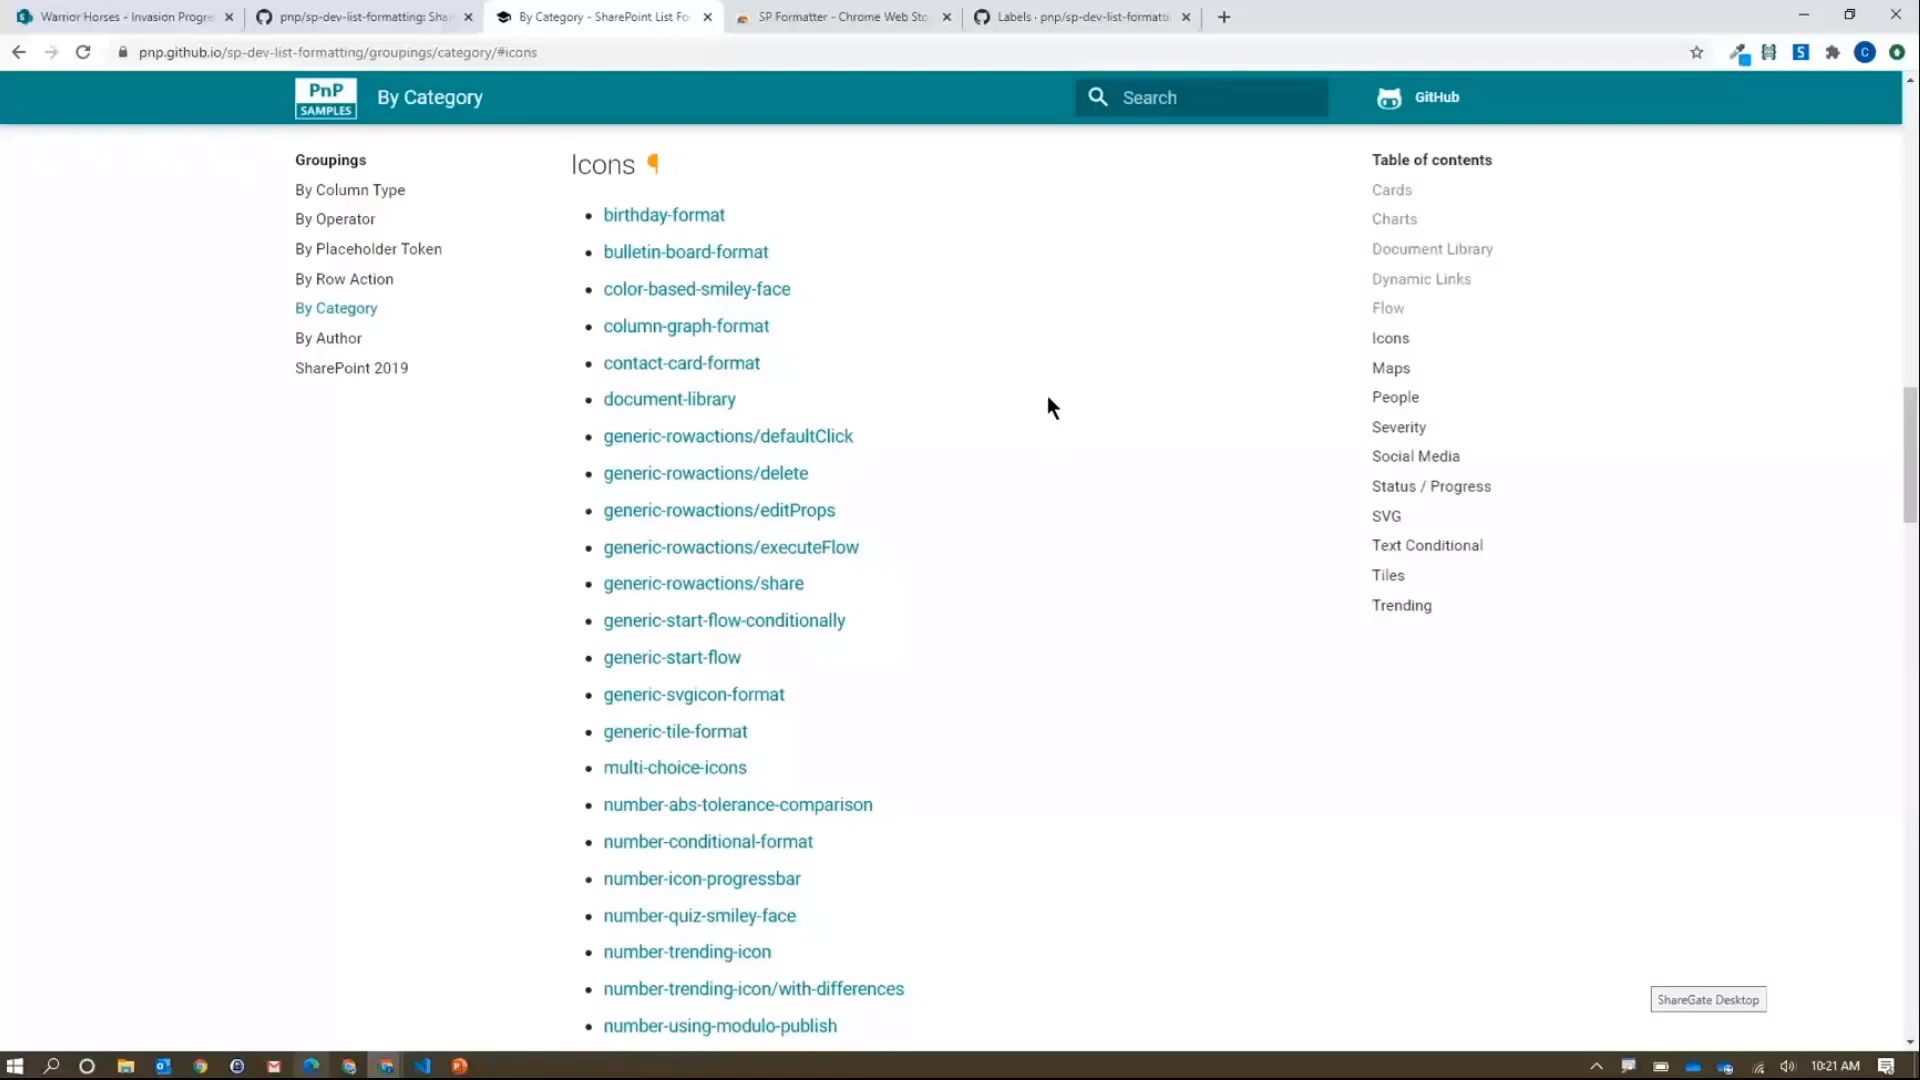 Warrior Horses - Invasion Progre
pnp/sp-dev-list-formatting: Shar
By Category - SharePoint List Fo
SP Formatter - Chrome Web Sto
Labels · pnp/sp-dev-list-formatti
pnp.github.io/sp-dev-list-formatting/groupings/category/#icons
S
C
PnP
SAMPLES
By Category
Search
GitHub
Groupings
By Column Type
By Operator
By Placeholder Token
By Row Action
By Category
By Author
SharePoint 2019
Icons ¶
birthday-format
bulletin-board-format
color-based-smiley-face
column-graph-format
contact-card-format
document-library
generic-rowactions/defaultClick
generic-rowactions/delete
generic-rowactions/editProps
generic-rowactions/executeFlow
generic-rowactions/share
generic-start-flow-conditionally
generic-start-flow
generic-svgicon-format
generic-tile-format
multi-choice-icons
number-abs-tolerance-comparison
number-conditional-format
number-icon-progressbar
number-quiz-smiley-face
number-trending-icon
number-trending-icon/with-differences
number-using-modulo-publish
Table of contents
Cards
Charts
Document Library
Dynamic Links
Flow
Icons
Maps
People
Severity
Social Media
Status / Progress
SVG
Text Conditional
Tiles
Trending
ShareGate Desktop
10:21 AM